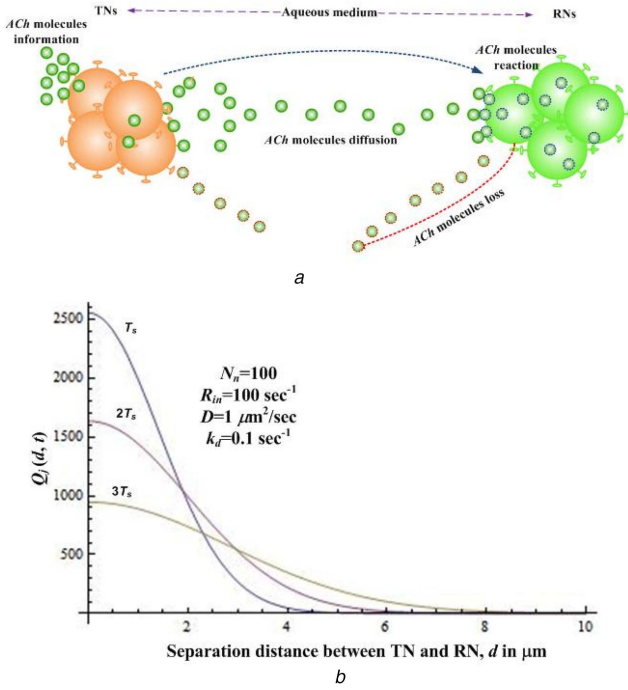 TNs Aqueous medium RNs
ACh molecules information
ACh molecules reaction
ACh molecules diffusion
ACh molecules loss
a
2500
2000
1500
1000
500
Qj (d, t)
Ts
2Ts
3Ts
Nn=100
Rin=100 sec-1
D=1 μm2/sec
kd=0.1 sec-1
2 4 6 8 10
Separation distance between TN and RN, d in μm
b